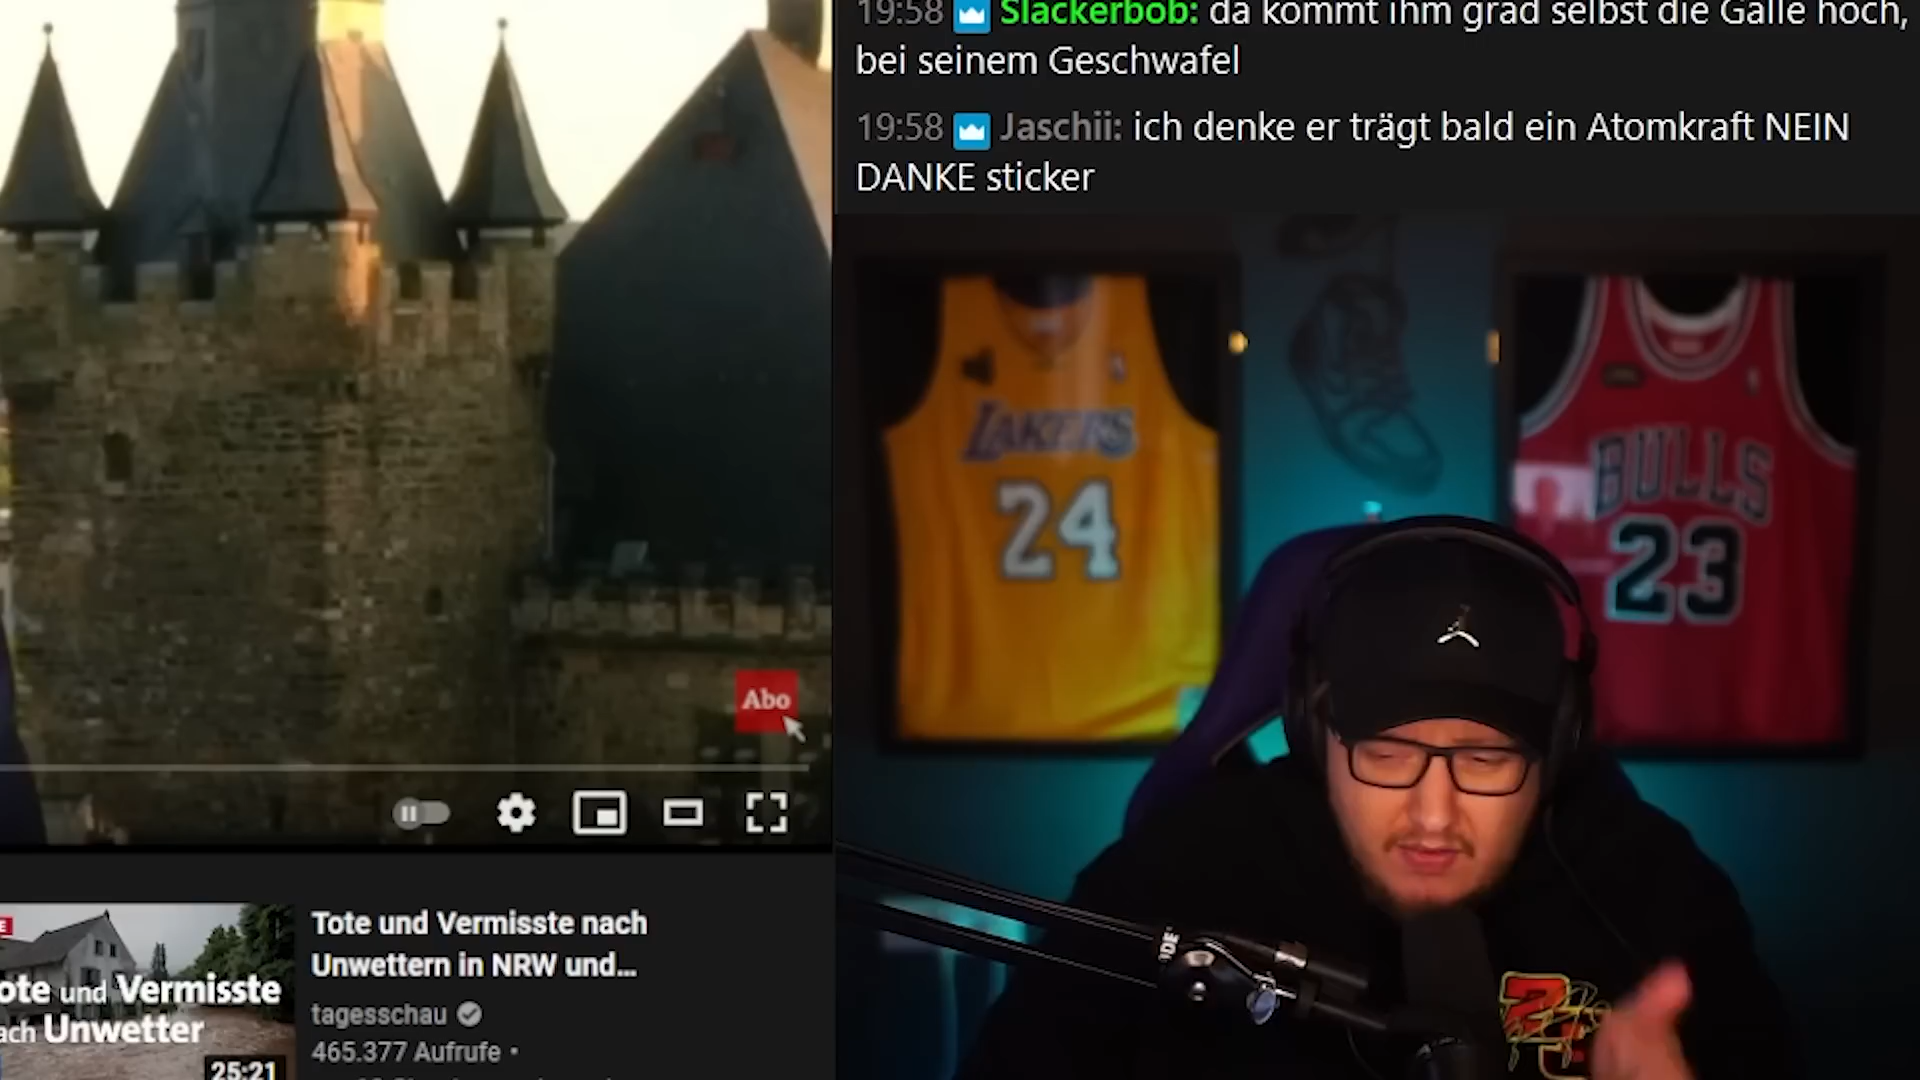 19:58 Slackerbob: da kommt ihm grad selbst die Galle hoch,
bei seinem Geschwafel
19:58 Jaschii: ich denke er trägt bald ein Atomkraft NEIN
DANKE sticker
LAKERS
24
BULLS
23
Abo
Tote und Vermisste nach
Unwettern in NRW und...
tagesschau
465.377 Aufrufe •
ote und Vermisste
ach Unwetter
25:21